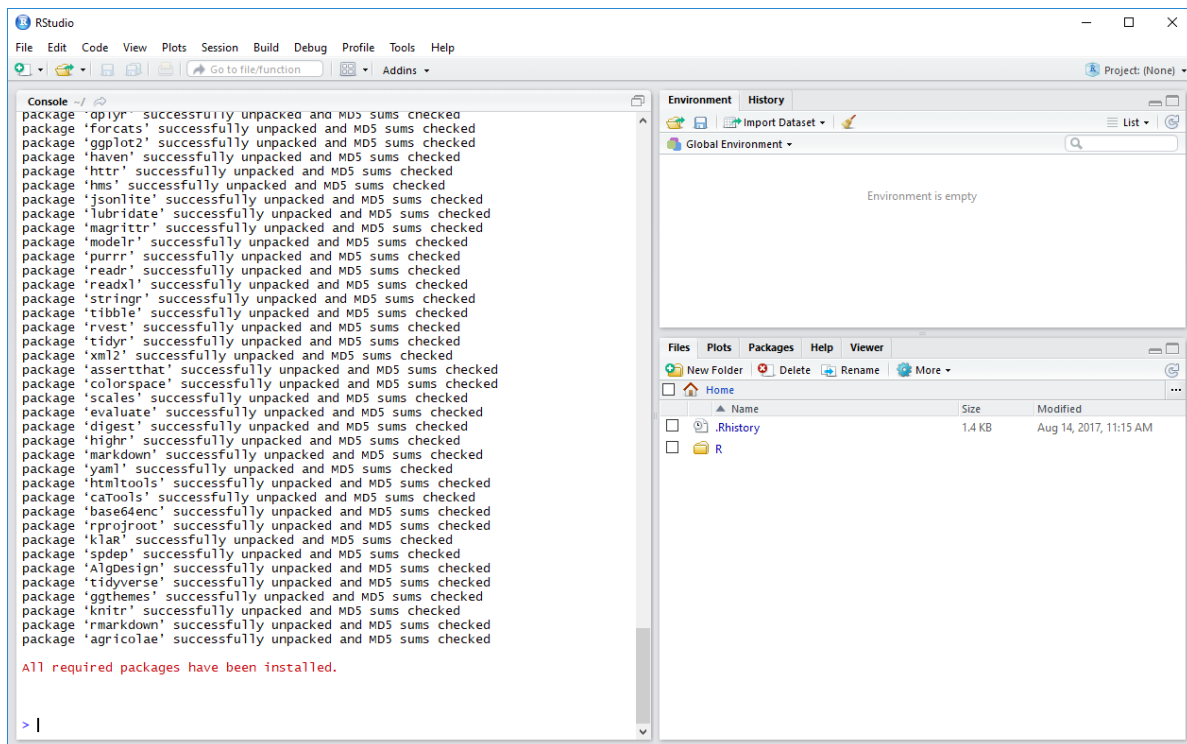 RStudio
File Edit Code View Plots Session Build Debug Profile Tools Help
Go to file/function Addins Project: (None)
Console ~/
package ‘dplyr’ successfully unpacked and MD5 sums checked
package ‘forcats’ successfully unpacked and MD5 sums checked
package ‘ggplot2’ successfully unpacked and MD5 sums checked
package ‘haven’ successfully unpacked and MD5 sums checked
package ‘httr’ successfully unpacked and MD5 sums checked
package ‘hms’ successfully unpacked and MD5 sums checked
package ‘jsonlite’ successfully unpacked and MD5 sums checked
package ‘lubridate’ successfully unpacked and MD5 sums checked
package ‘magrittr’ successfully unpacked and MD5 sums checked
package ‘modelr’ successfully unpacked and MD5 sums checked
package ‘purrr’ successfully unpacked and MD5 sums checked
package ‘readr’ successfully unpacked and MD5 sums checked
package ‘readxl’ successfully unpacked and MD5 sums checked
package ‘stringr’ successfully unpacked and MD5 sums checked
package ‘tibble’ successfully unpacked and MD5 sums checked
package ‘rvest’ successfully unpacked and MD5 sums checked
package ‘tidyr’ successfully unpacked and MD5 sums checked
package ‘xml2’ successfully unpacked and MD5 sums checked
package ‘assertthat’ successfully unpacked and MD5 sums checked
package ‘colorspace’ successfully unpacked and MD5 sums checked
package ‘scales’ successfully unpacked and MD5 sums checked
package ‘evaluate’ successfully unpacked and MD5 sums checked
package ‘digest’ successfully unpacked and MD5 sums checked
package ‘highr’ successfully unpacked and MD5 sums checked
package ‘markdown’ successfully unpacked and MD5 sums checked
package ‘yaml’ successfully unpacked and MD5 sums checked
package ‘htmltools’ successfully unpacked and MD5 sums checked
package ‘caTools’ successfully unpacked and MD5 sums checked
package ‘base64enc’ successfully unpacked and MD5 sums checked
package ‘rprojroot’ successfully unpacked and MD5 sums checked
package ‘klaR’ successfully unpacked and MD5 sums checked
package ‘spdep’ successfully unpacked and MD5 sums checked
package ‘AlgDesign’ successfully unpacked and MD5 sums checked
package ‘tidyverse’ successfully unpacked and MD5 sums checked
package ‘ggthemes’ successfully unpacked and MD5 sums checked
package ‘knitr’ successfully unpacked and MD5 sums checked
package ‘rmarkdown’ successfully unpacked and MD5 sums checked
package ‘agricolae’ successfully unpacked and MD5 sums checked
All required packages have been installed.
>
Environment History
Import Dataset List
Global Environment
Environment is empty
Files Plots Packages Help Viewer
New Folder Delete Rename More
Home ...
Name Size Modified
.Rhistory 1.4 KB Aug 14, 2017, 11:15 AM
R